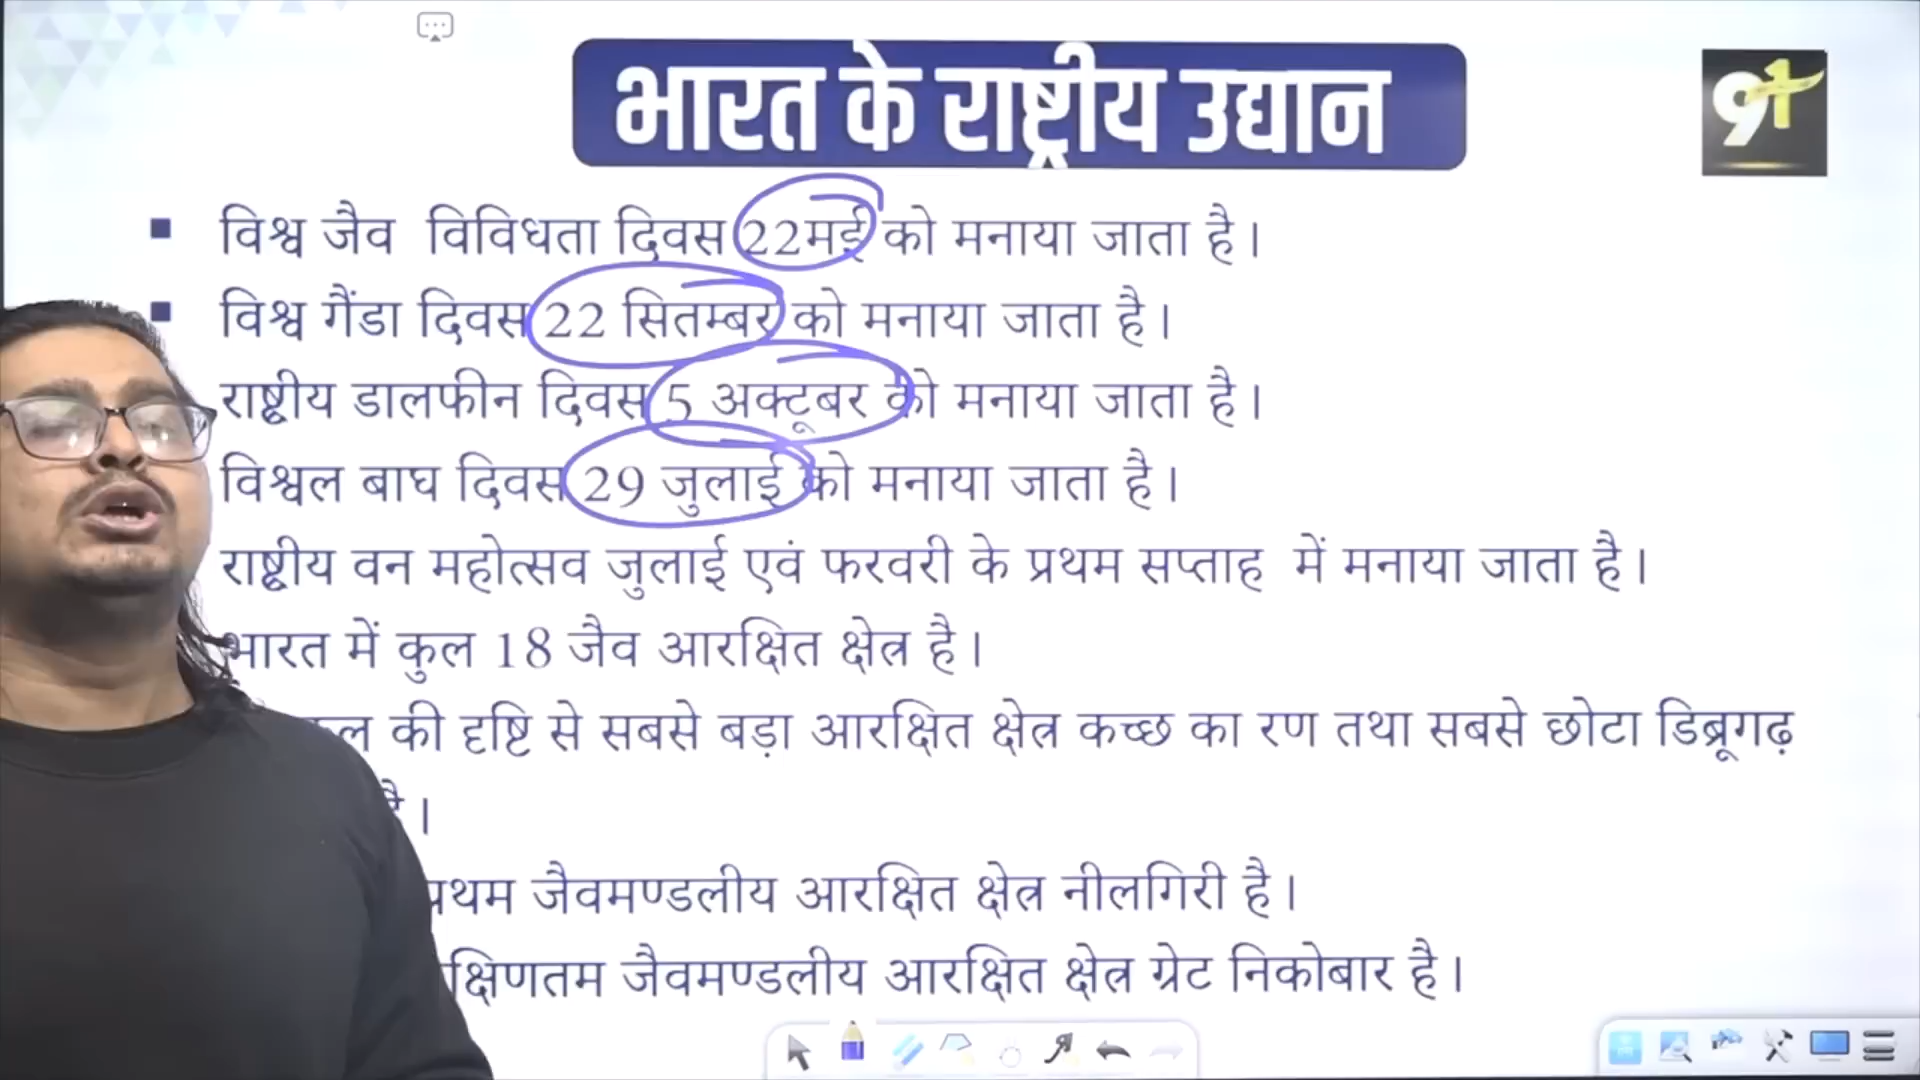 भारत के राष्ट्रीय उद्यान
91
विश्व जैव विविधता दिवस 22मई को मनाया जाता है।
विश्व गैंडा दिवस 22 सितम्बर को मनाया जाता है।
राष्ट्रीय डालफीन दिवस 5 अक्टूबर को मनाया जाता है।
विश्वल बाघ दिवस 29 जुलाई को मनाया जाता है।
राष्ट्रीय वन महोत्सव जुलाई एवं फरवरी के प्रथम सप्ताह में मनाया जाता है।
भारत में कुल 18 जैव आरक्षित क्षेत्र है।
की दृष्टि से सबसे बड़ा आरक्षित क्षेत्र कच्छ का रण तथा सबसे छोटा डिब्रूगढ़
है।
जैवमण्डलीय आरक्षित क्षेत्र नीलगिरी है।
जैवमण्डलीय आरक्षित क्षेत्र ग्रेट निकोबार है।